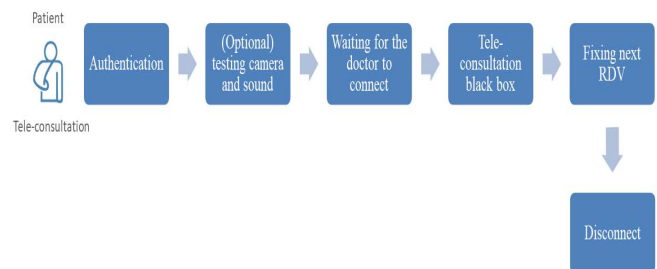 Patient
Tele-consultation
Authentication
(Optional)
testing camera
and sound
Waiting for the
doctor to
connect
Tele-
consultation
black box
Fixing next
RDV
Disconnect